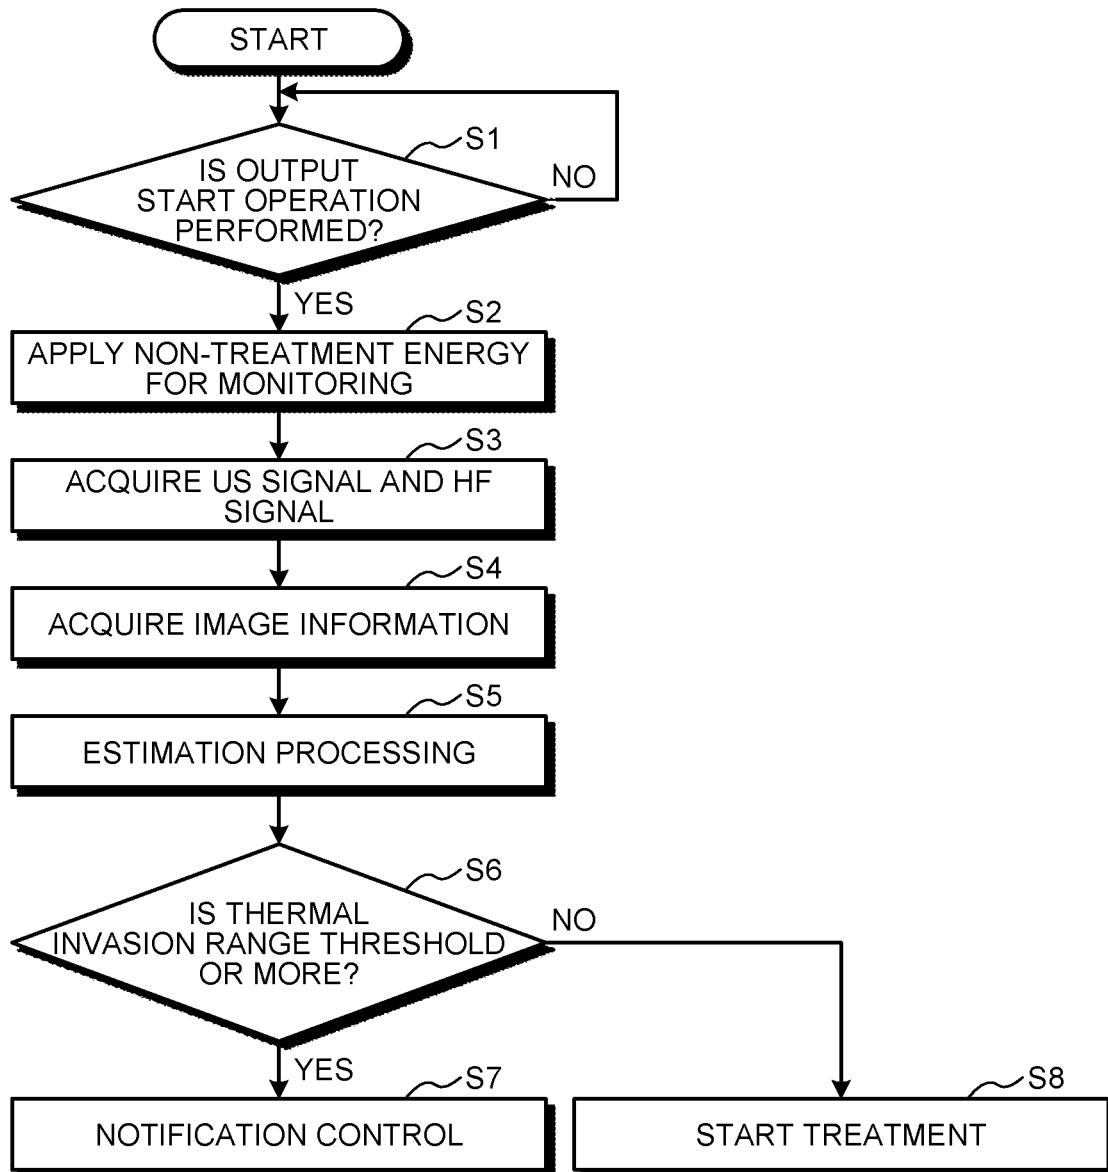 START
S1
IS OUTPUT
START OPERATION
PERFORMED?
NO
YES
S2
APPLY NON-TREATMENT ENERGY
FOR MONITORING
S3
ACQUIRE US SIGNAL AND HF
SIGNAL
S4
ACQUIRE IMAGE INFORMATION
S5
ESTIMATION PROCESSING
S6
IS THERMAL
INVASION RANGE THRESHOLD
OR MORE?
NO
YES
S7
NOTIFICATION CONTROL
S8
START TREATMENT